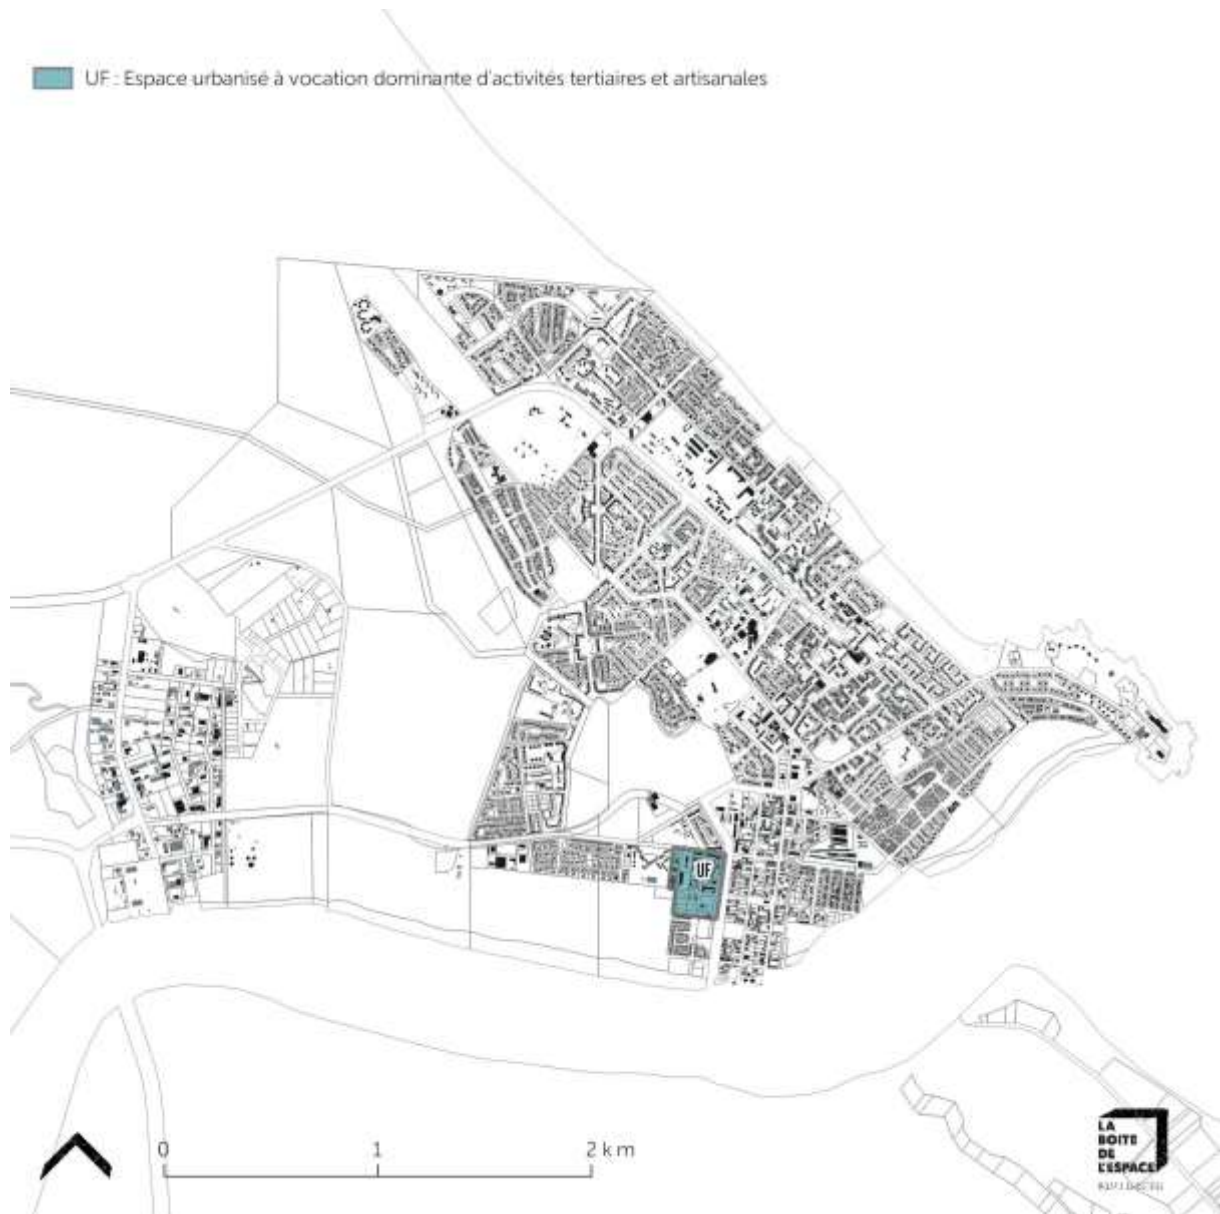 UF : Espace urbanisé à vocation dominante d'activités tertiaires et artisanales
UF
0 1 2 km
LA
BOITE
DE
L'ESPACE